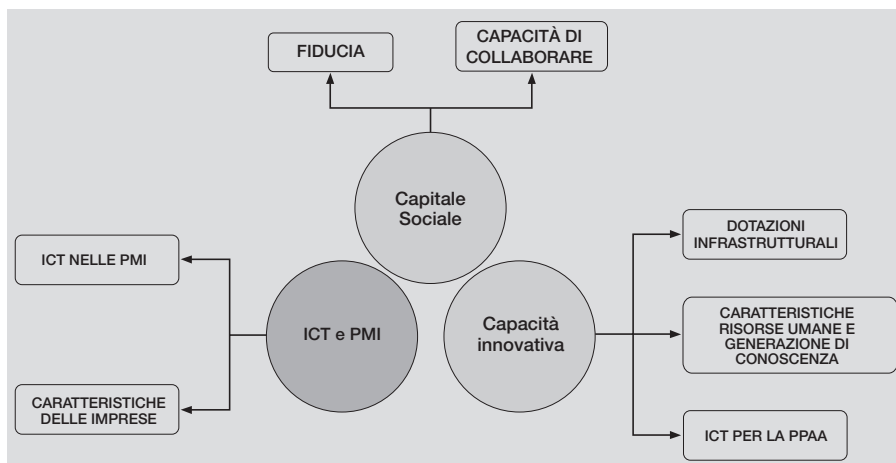 FIDUCIA
CAPACITÀ DI
COLLABORARE
Capitale
Sociale
ICT NELLE PMI
CARATTERISTICHE
DELLE IMPRESE
ICT e PMI
Capacità
innovativa
DOTAZIONI
INFRASTRUTTURALI
CARATTERISTICHE
RISORSE UMANE E
GENERAZIONE DI
CONOSCENZA
ICT PER LA PPAA